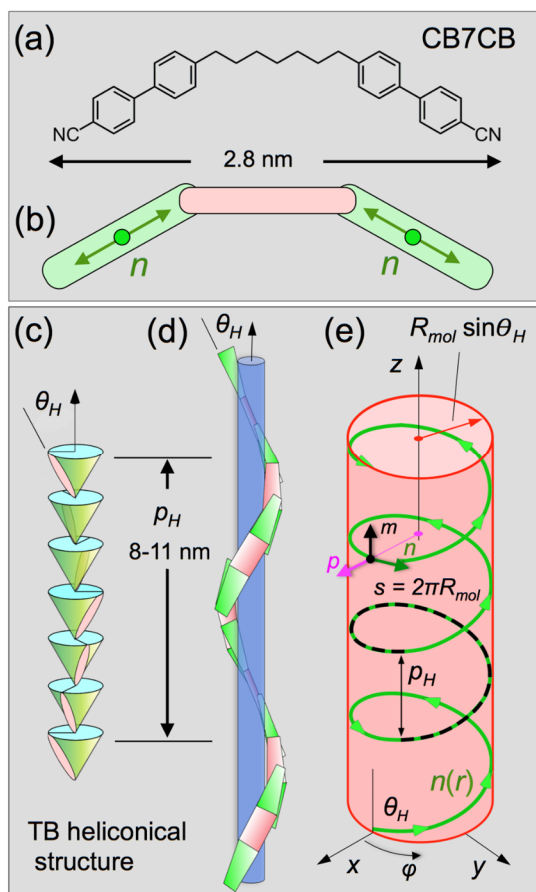 (a)
CB7CB
NC
CN
2.8 nm
(b)
n
n
(c)
θH
pH
8-11 nm
TB heliconical
structure
(d)
θH
(e)
Rmol sinθH
z
m
n
p
s = 2πRmol
pH
n(r)
θH
x
φ
y